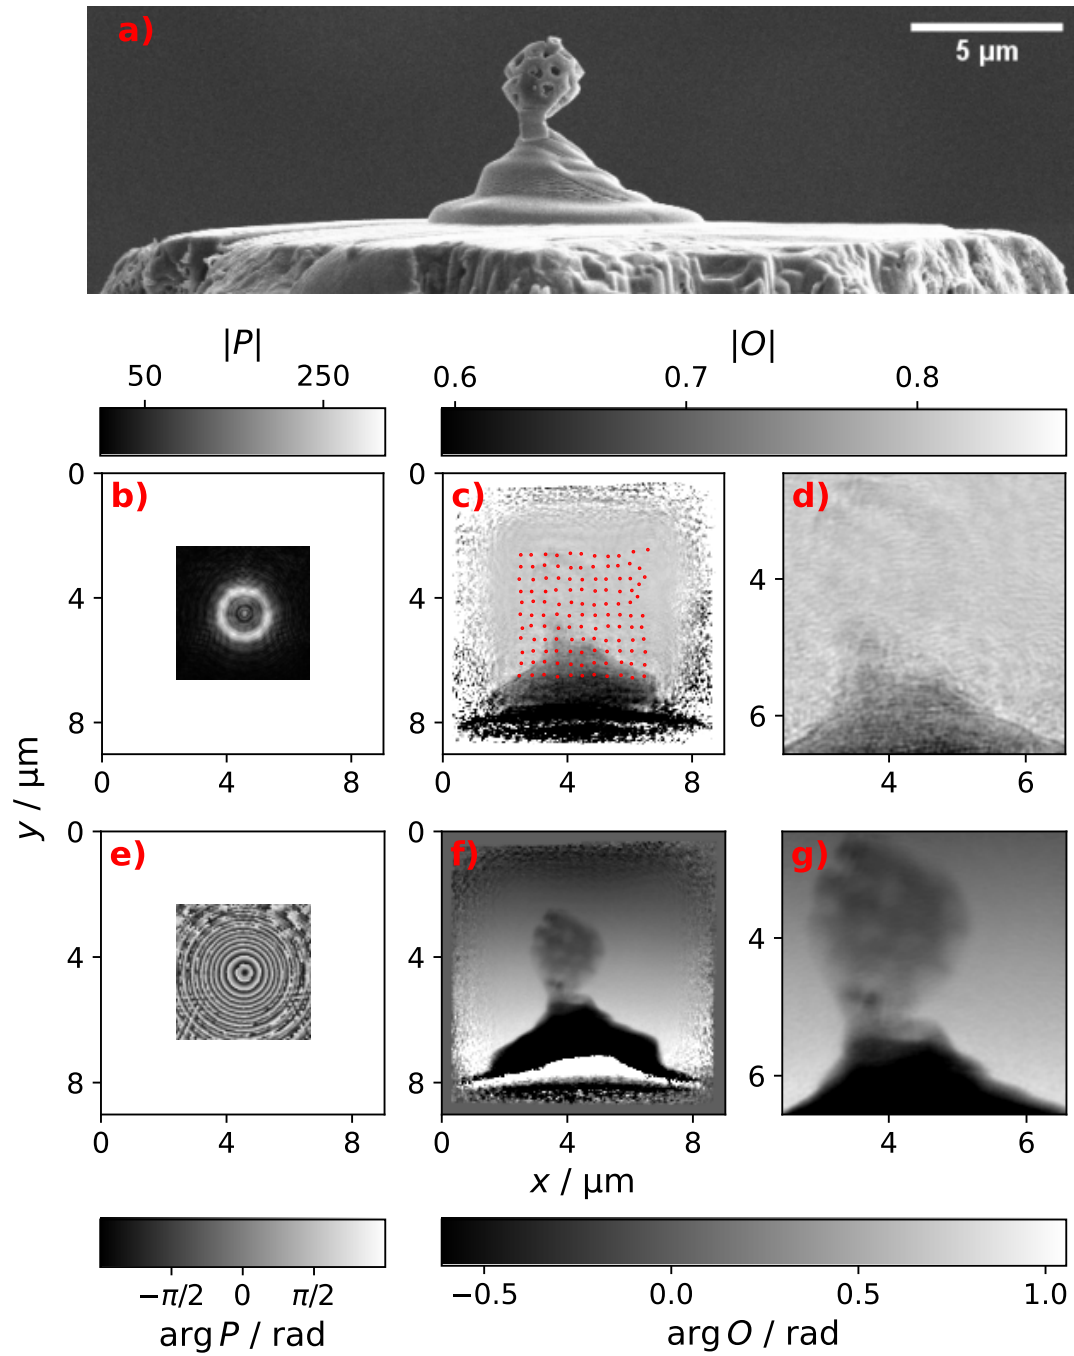 a)
5 μm
|P|
|O|
50 250
0.6 0.7 0.8
b) c) d)
0 0
4 4 4
6
8 8
0 4 8 0 4 8 4 6
y / μm
e) f) g)
0 0
4 4 4
6
8 8
0 4 8 0 4 8 4 6
x / μm
−π/2 0 π/2
−0.5 0.0 0.5 1.0
arg P / rad
arg O / rad